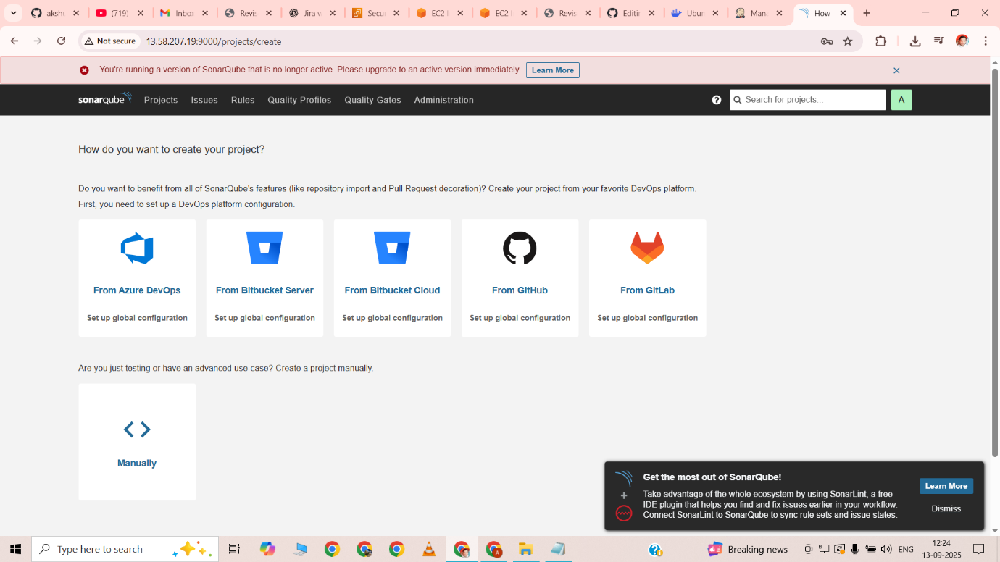 akshu
(719)
Inbox
Revis
Jira w
Secu
EC2 I
EC2 I
Revis
Editin
Ubun
Mana
How
Not secure
13.58.207.19:9000/projects/create
You're running a version of SonarQube that is no longer active. Please upgrade to an active version immediately.
Learn More
sonarqube
Projects
Issues
Rules
Quality Profiles
Quality Gates
Administration
?
Search for projects...
A
How do you want to create your project?
Do you want to benefit from all of SonarQube's features (like repository import and Pull Request decoration)? Create your project from your favorite DevOps platform.
First, you need to set up a DevOps platform configuration.
From Azure DevOps
From Bitbucket Server
From Bitbucket Cloud
From GitHub
From GitLab
Set up global configuration
Set up global configuration
Set up global configuration
Set up global configuration
Set up global configuration
Are you just testing or have an advanced use-case? Create a project manually.
Manually
Get the most out of SonarQube!
Take advantage of the whole ecosystem by using SonarLint, a free
IDE plugin that helps you find and fix issues earlier in your workflow.
Connect SonarLint to SonarQube to sync rule sets and issue states.
Learn More
Dismiss
Type here to search
Breaking news
ENG
12:24
13-09-2025